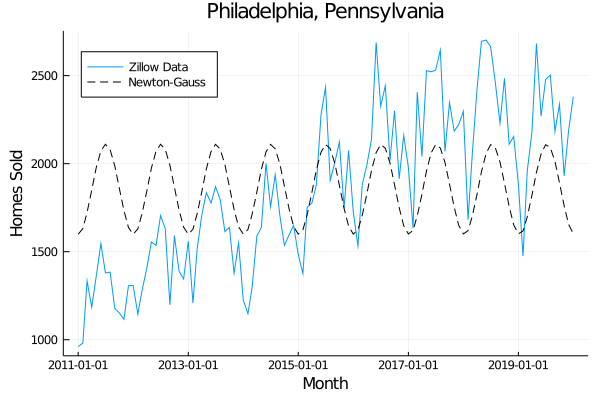 Philadelphia, Pennsylvania
Zillow Data
Newton-Gauss
Homes Sold
2500
2000
1500
1000
2011-01-01 2013-01-01 2015-01-01 2017-01-01 2019-01-01
Month